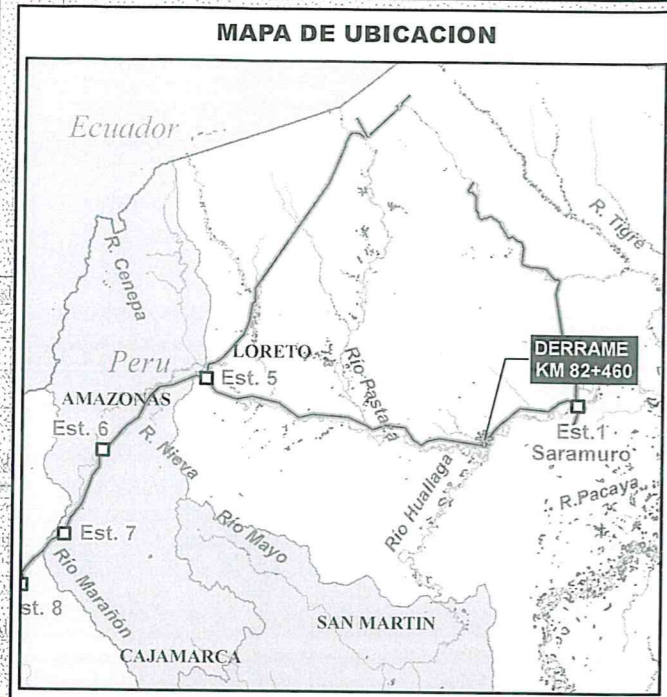 MAPA DE UBICACION
Ecuador
R. Cenepa
R. Tigre
Peru
LORETO
DERRAME
KM 82+460
Est. 5
Río Pastaza
AMAZONAS
Est. 6
R. Nieva
Est.1
Saramuro
Río Huallaga
R.Pacaya
Est. 7
Río Mayo
Río Marañón
st. 8
SAN MARTIN
CAJAMARCA